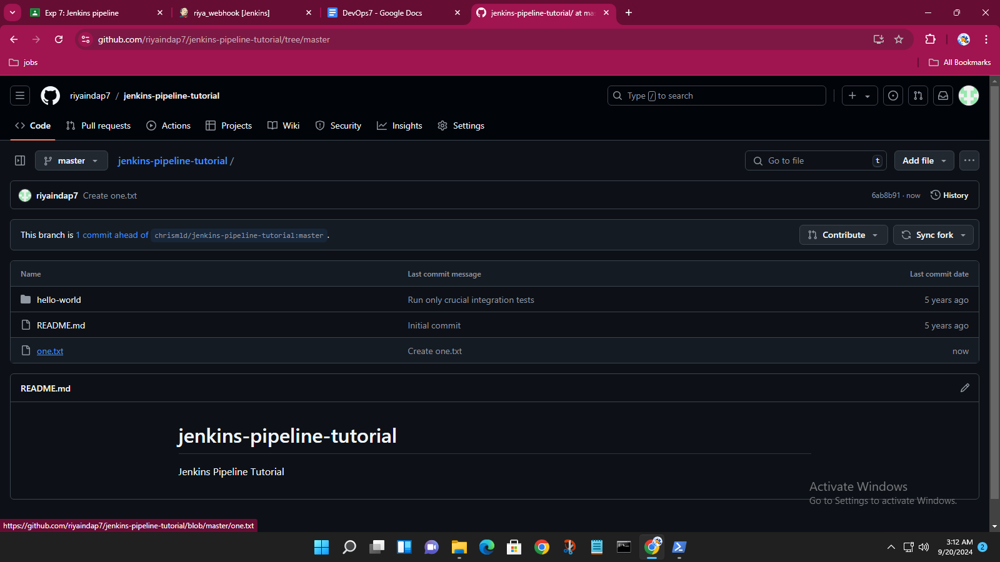 Exp 7: Jenkins pipeline
riya_webhook [Jenkins]
DevOps7 - Google Docs
jenkins-pipeline-tutorial/ at ma
github.com/riyaindap7/jenkins-pipeline-tutorial/tree/master
jobs
All Bookmarks
riyaindap7 / jenkins-pipeline-tutorial
Type / to search
Code
Pull requests
Actions
Projects
Wiki
Security
Insights
Settings
master
jenkins-pipeline-tutorial /
Go to file
t
Add file
riyaindap7 Create one.txt
6ab8b91 · now
History
This branch is 1 commit ahead of chrismld/jenkins-pipeline-tutorial:master .
Contribute
Sync fork
Name
Last commit message
Last commit date
hello-world
Run only crucial integration tests
5 years ago
README.md
Initial commit
5 years ago
one.txt
Create one.txt
now
README.md
jenkins-pipeline-tutorial
Jenkins Pipeline Tutorial
Activate Windows
Go to Settings to activate Windows.
https://github.com/riyaindap7/jenkins-pipeline-tutorial/blob/master/one.txt
3:12 AM
9/20/2024
2